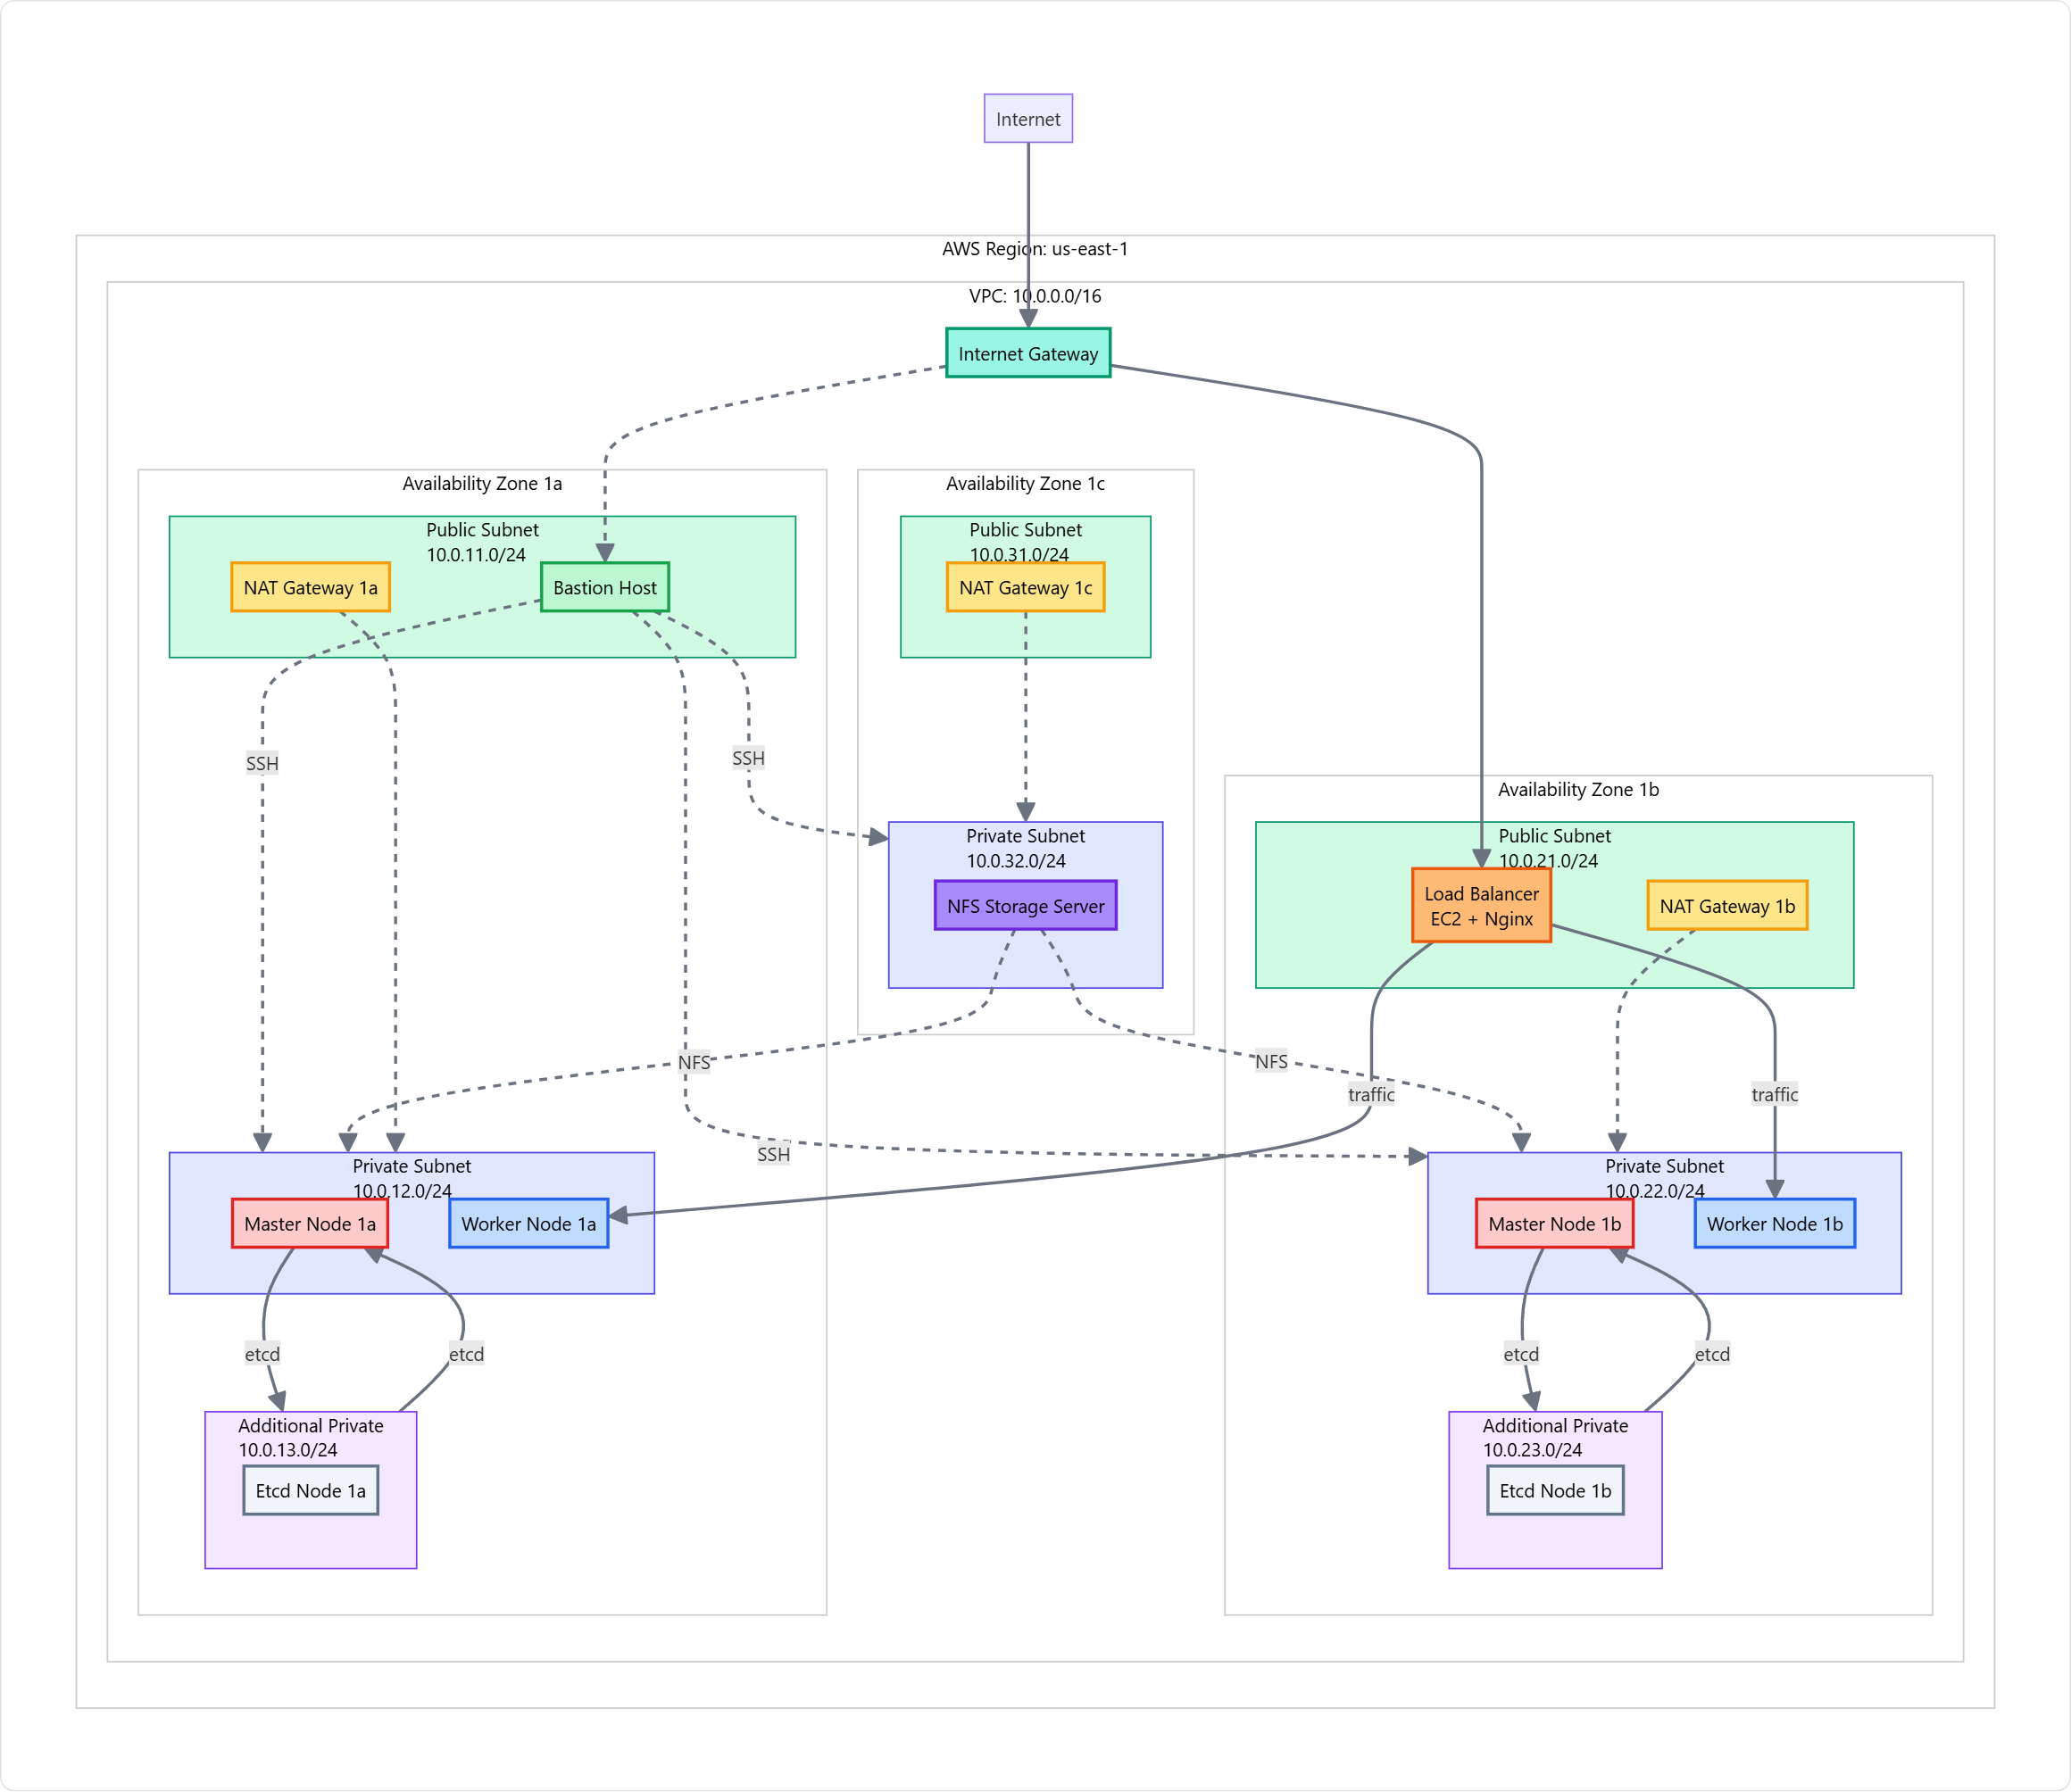 Internet
AWS Region: us-east-1
VPC: 10.0.0.0/16
Internet Gateway
Availability Zone 1a
Public Subnet
10.0.11.0/24
NAT Gateway 1a
Bastion Host
Availability Zone 1c
Public Subnet
10.0.31.0/24
NAT Gateway 1c
SSH
SSH
Private Subnet
10.0.32.0/24
NFS Storage Server
Availability Zone 1b
Public Subnet
10.0.21.0/24
Load Balancer
EC2 + Nginx
NAT Gateway 1b
NFS
NFS
traffic
traffic
SSH
Private Subnet
10.0.12.0/24
Master Node 1a
Worker Node 1a
Private Subnet
10.0.22.0/24
Master Node 1b
Worker Node 1b
etcd
etcd
etcd
etcd
Additional Private
10.0.13.0/24
Etcd Node 1a
Additional Private
10.0.23.0/24
Etcd Node 1b